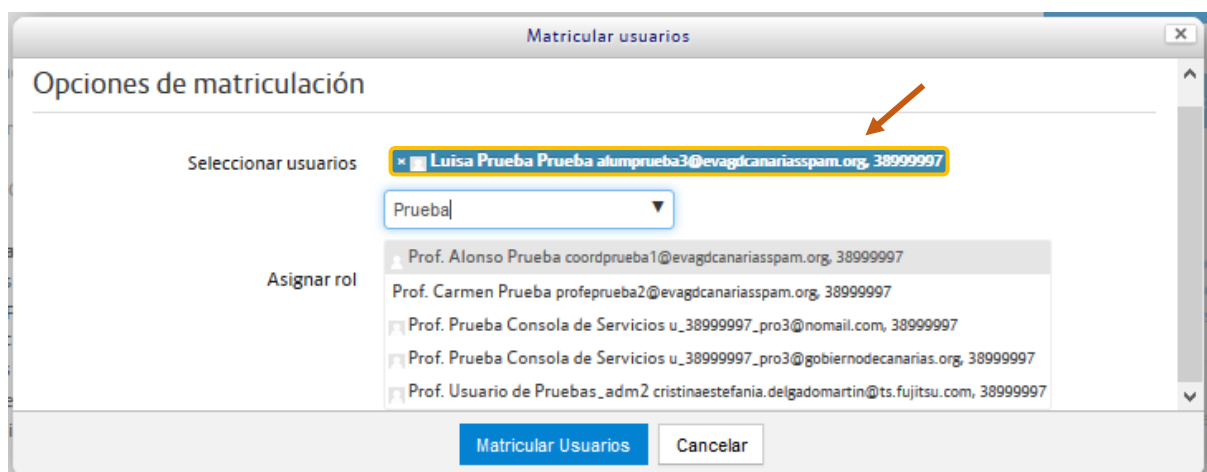 Matricular usuarios
Opciones de matriculación
Seleccionar usuarios
× Luisa Prueba Prueba alumprueba3@evagdcanariasspam.org, 38999997
Prueba
Asignar rol
Prof. Alonso Prueba coordprueba1@evagdcanariasspam.org, 38999997
Prof. Carmen Prueba profeprueba2@evagdcanariasspam.org, 38999997
Prof. Prueba Consola de Servicios u_38999997_pro3@nomail.com, 38999997
Prof. Prueba Consola de Servicios u_38999997_pro3@gobiernodecanarias.org, 38999997
Prof. Usuario de Pruebas_adm2 cristinaestefania.delgadomartin@ts.fujitsu.com, 38999997
Matricular Usuarios
Cancelar